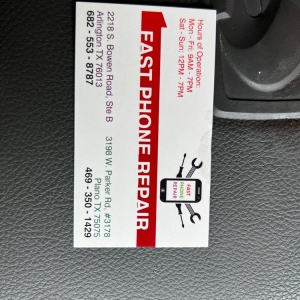 Hours of Operation:
Mon - Fri: 9AM - 7PM
Sat - Sun: 12PM - 7PM
FAST
PHONE
REPAIR
FAST PHONE REPAIR
2218 S. Bowen Road, Ste B
Arlington TX 76013
682 - 553 - 8787
3198 W. Parker Rd. #3178
Plano TX 75075
469 - 350 - 1429